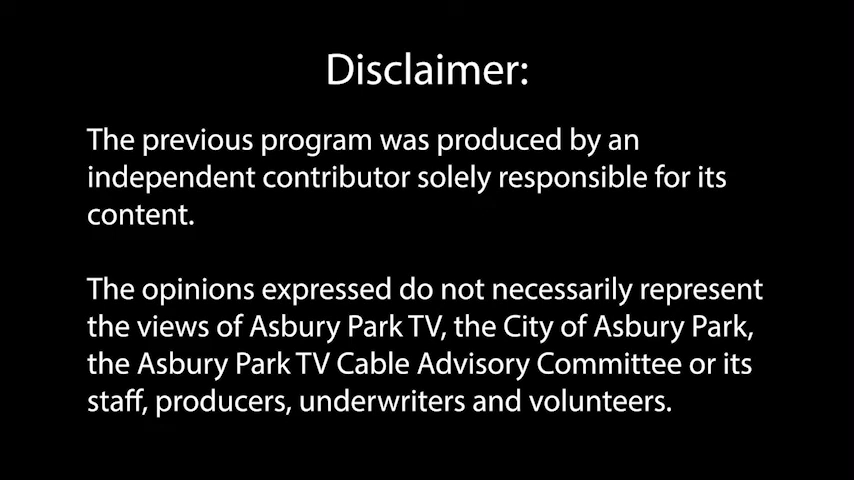 Disclaimer:
The previous program was produced by an
independent contributor solely responsible for its
content.
The opinions expressed do not necessarily represent
the views of Asbury Park TV, the City of Asbury Park,
the Asbury Park TV Cable Advisory Committee or its
staff, producers, underwriters and volunteers.